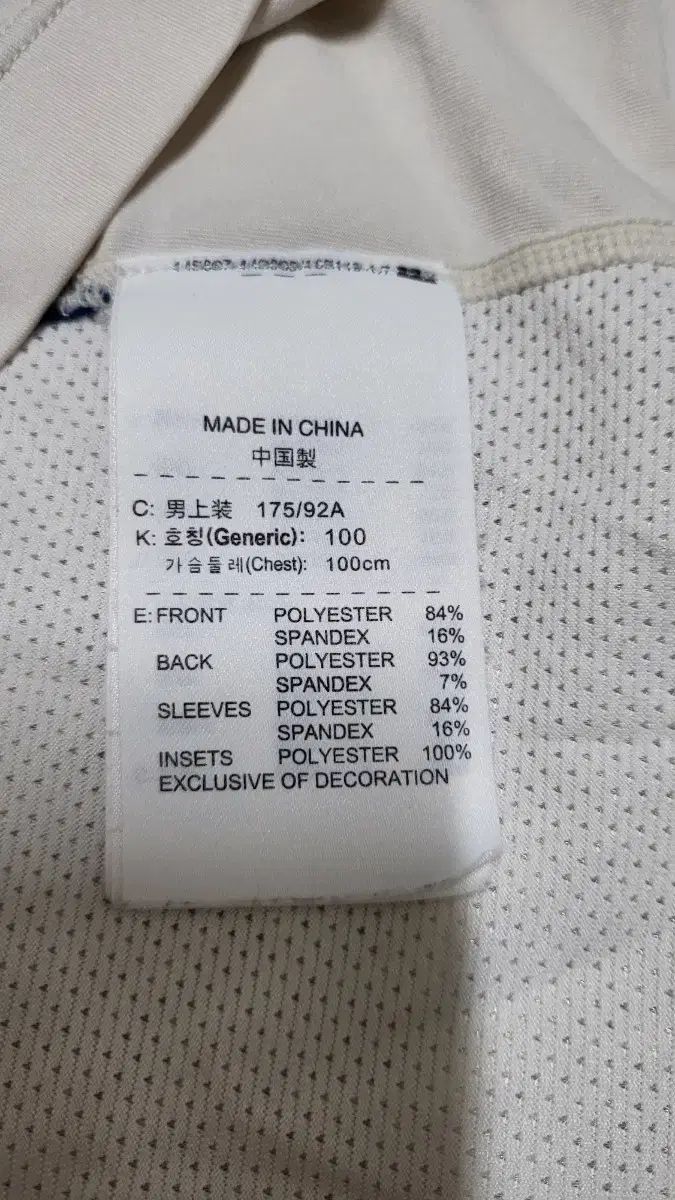 MADE IN CHINA
中国製
C: 男上装 175/92A
K: 호칭(Generic): 100
가슴둘레(Chest): 100cm
E: FRONT POLYESTER 84%
SPANDEX 16%
BACK POLYESTER 93%
SPANDEX 7%
SLEEVES POLYESTER 84%
SPANDEX 16%
INSETS POLYESTER 100%
EXCLUSIVE OF DECORATION